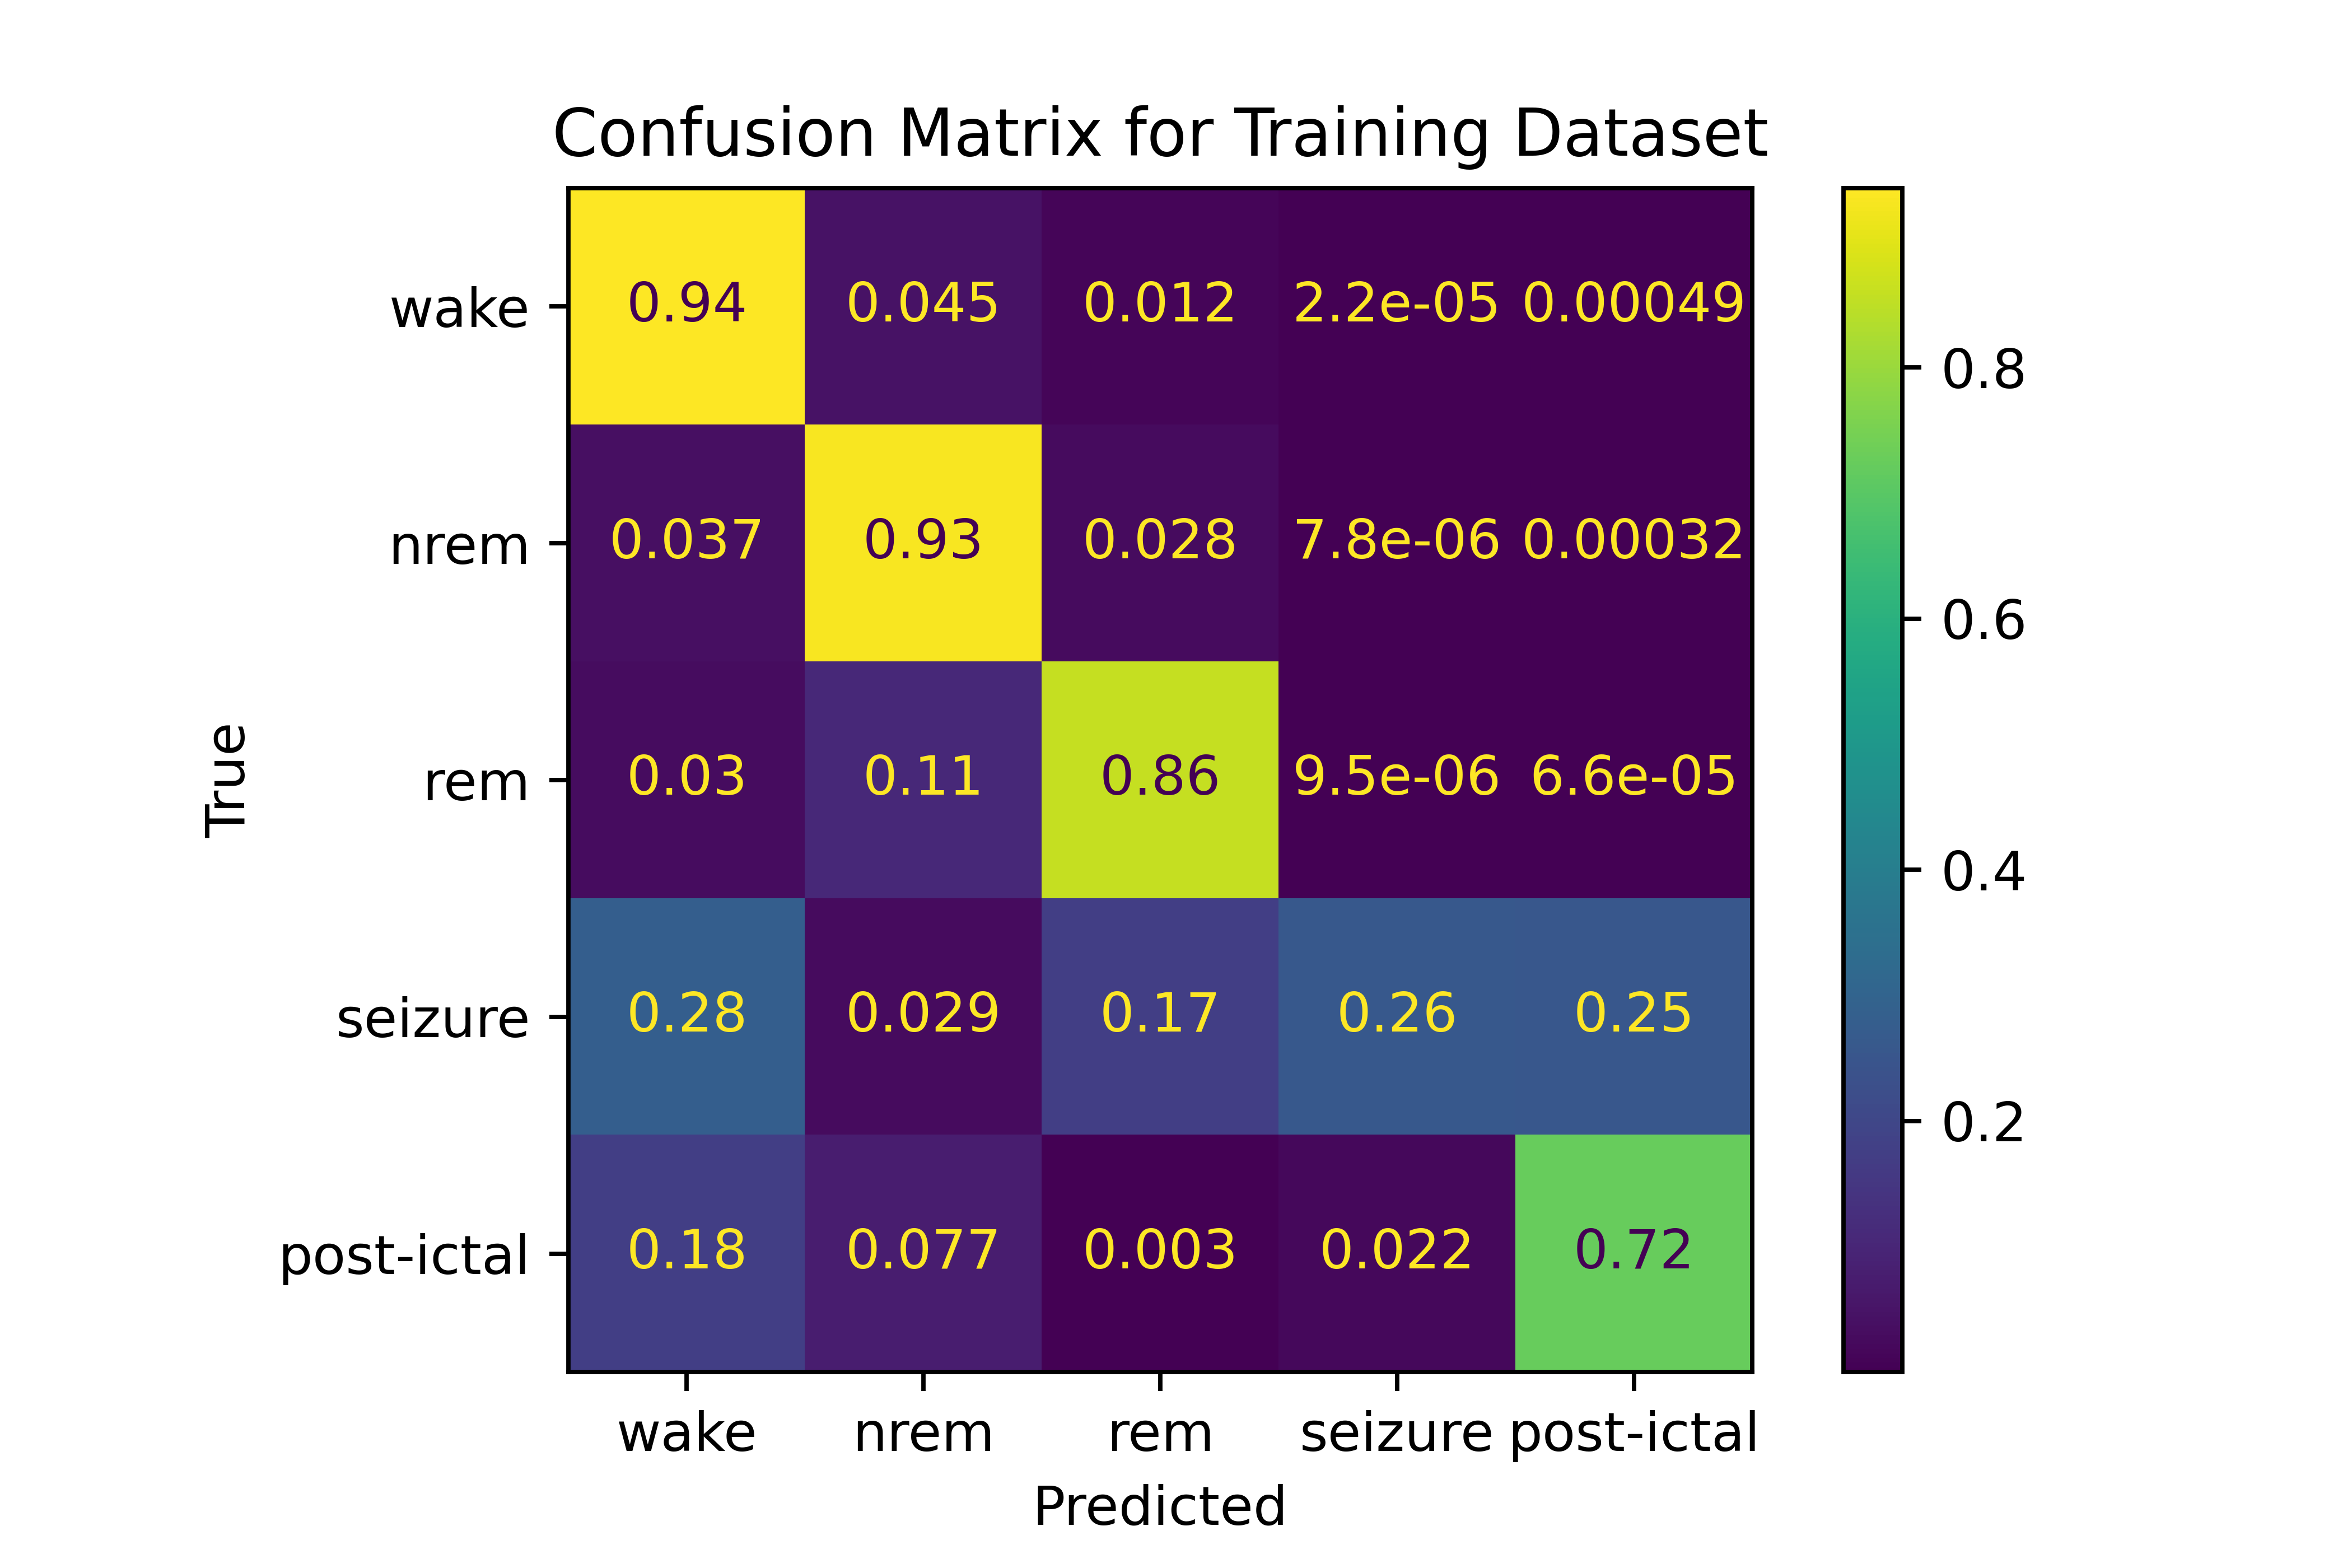 Confusion Matrix for Training Dataset
wake 0.94 0.045 0.012 2.2e-05 0.00049
nrem 0.037 0.93 0.028 7.8e-06 0.00032
rem 0.03 0.11 0.86 9.5e-06 6.6e-05
seizure 0.28 0.029 0.17 0.26 0.25
post-ictal 0.18 0.077 0.003 0.022 0.72
wake nrem rem seizure post-ictal
Predicted
True
0.8
0.6
0.4
0.2